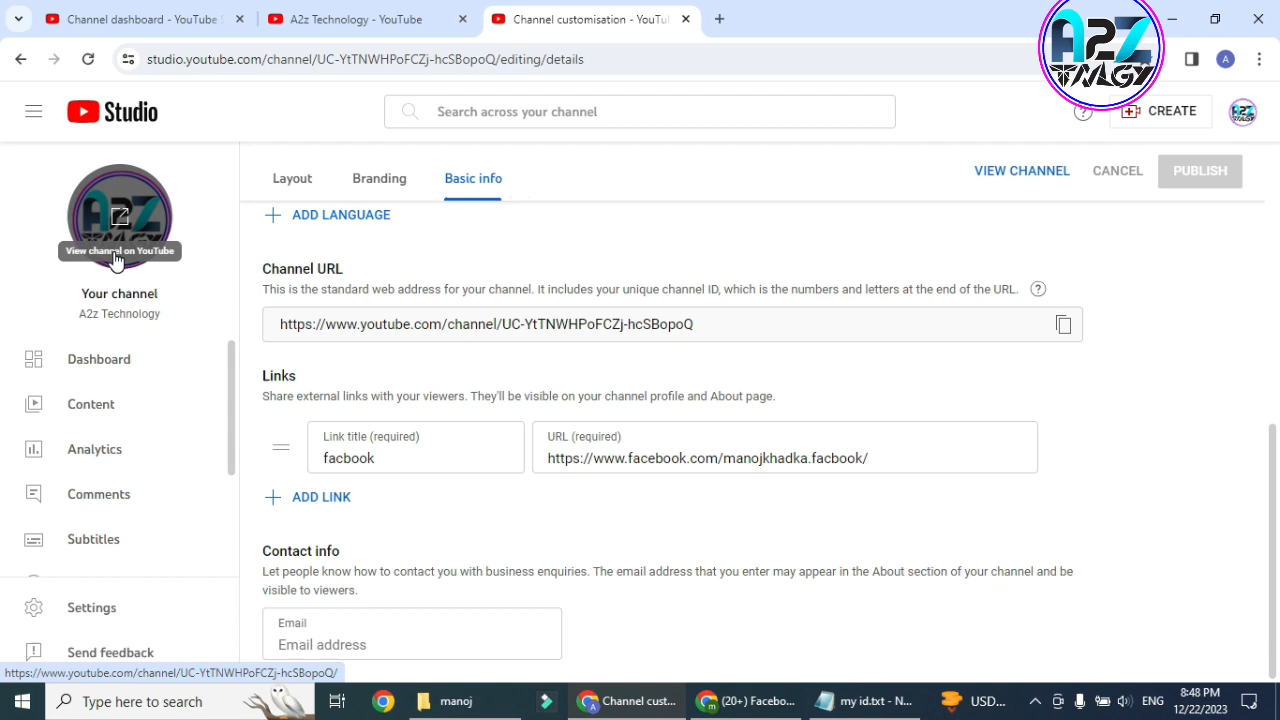 Channel dashboard - YouTube
A2z Technology - YouTube
Channel customisation - YouTu
studio.youtube.com/channel/UC-YtTNWHPoFCZj-hcSBopoQ/editing/details
A
A2Z
Studio
Search across your channel
CREATE
Layout
Branding
Basic info
VIEW CHANNEL
CANCEL
PUBLISH
View channel on YouTube
Your channel
A2z Technology
Dashboard
Content
Analytics
Comments
Subtitles
Settings
Send feedback
ADD LANGUAGE
Channel URL
This is the standard web address for your channel. It includes your unique channel ID, which is the numbers and letters at the end of the URL.
https://www.youtube.com/channel/UC-YtTNWHPoFCZj-hcSBopoQ
Links
Share external links with your viewers. They'll be visible on your channel profile and About page.
Link title (required)
facbook
URL (required)
https://www.facebook.com/manojkhadka.facbook/
ADD LINK
Contact info
Let people know how to contact you with business enquiries. The email address that you enter may appear in the About section of your channel and be
visible to viewers.
Email
Email address
https://www.youtube.com/channel/UC-YtTNWHPoFCZj-hcSBopoQ/
Type here to search
manoj
Channel cust...
(20+) Facebo...
my id.txt - N...
USD...
ENG
8:48 PM
12/22/2023